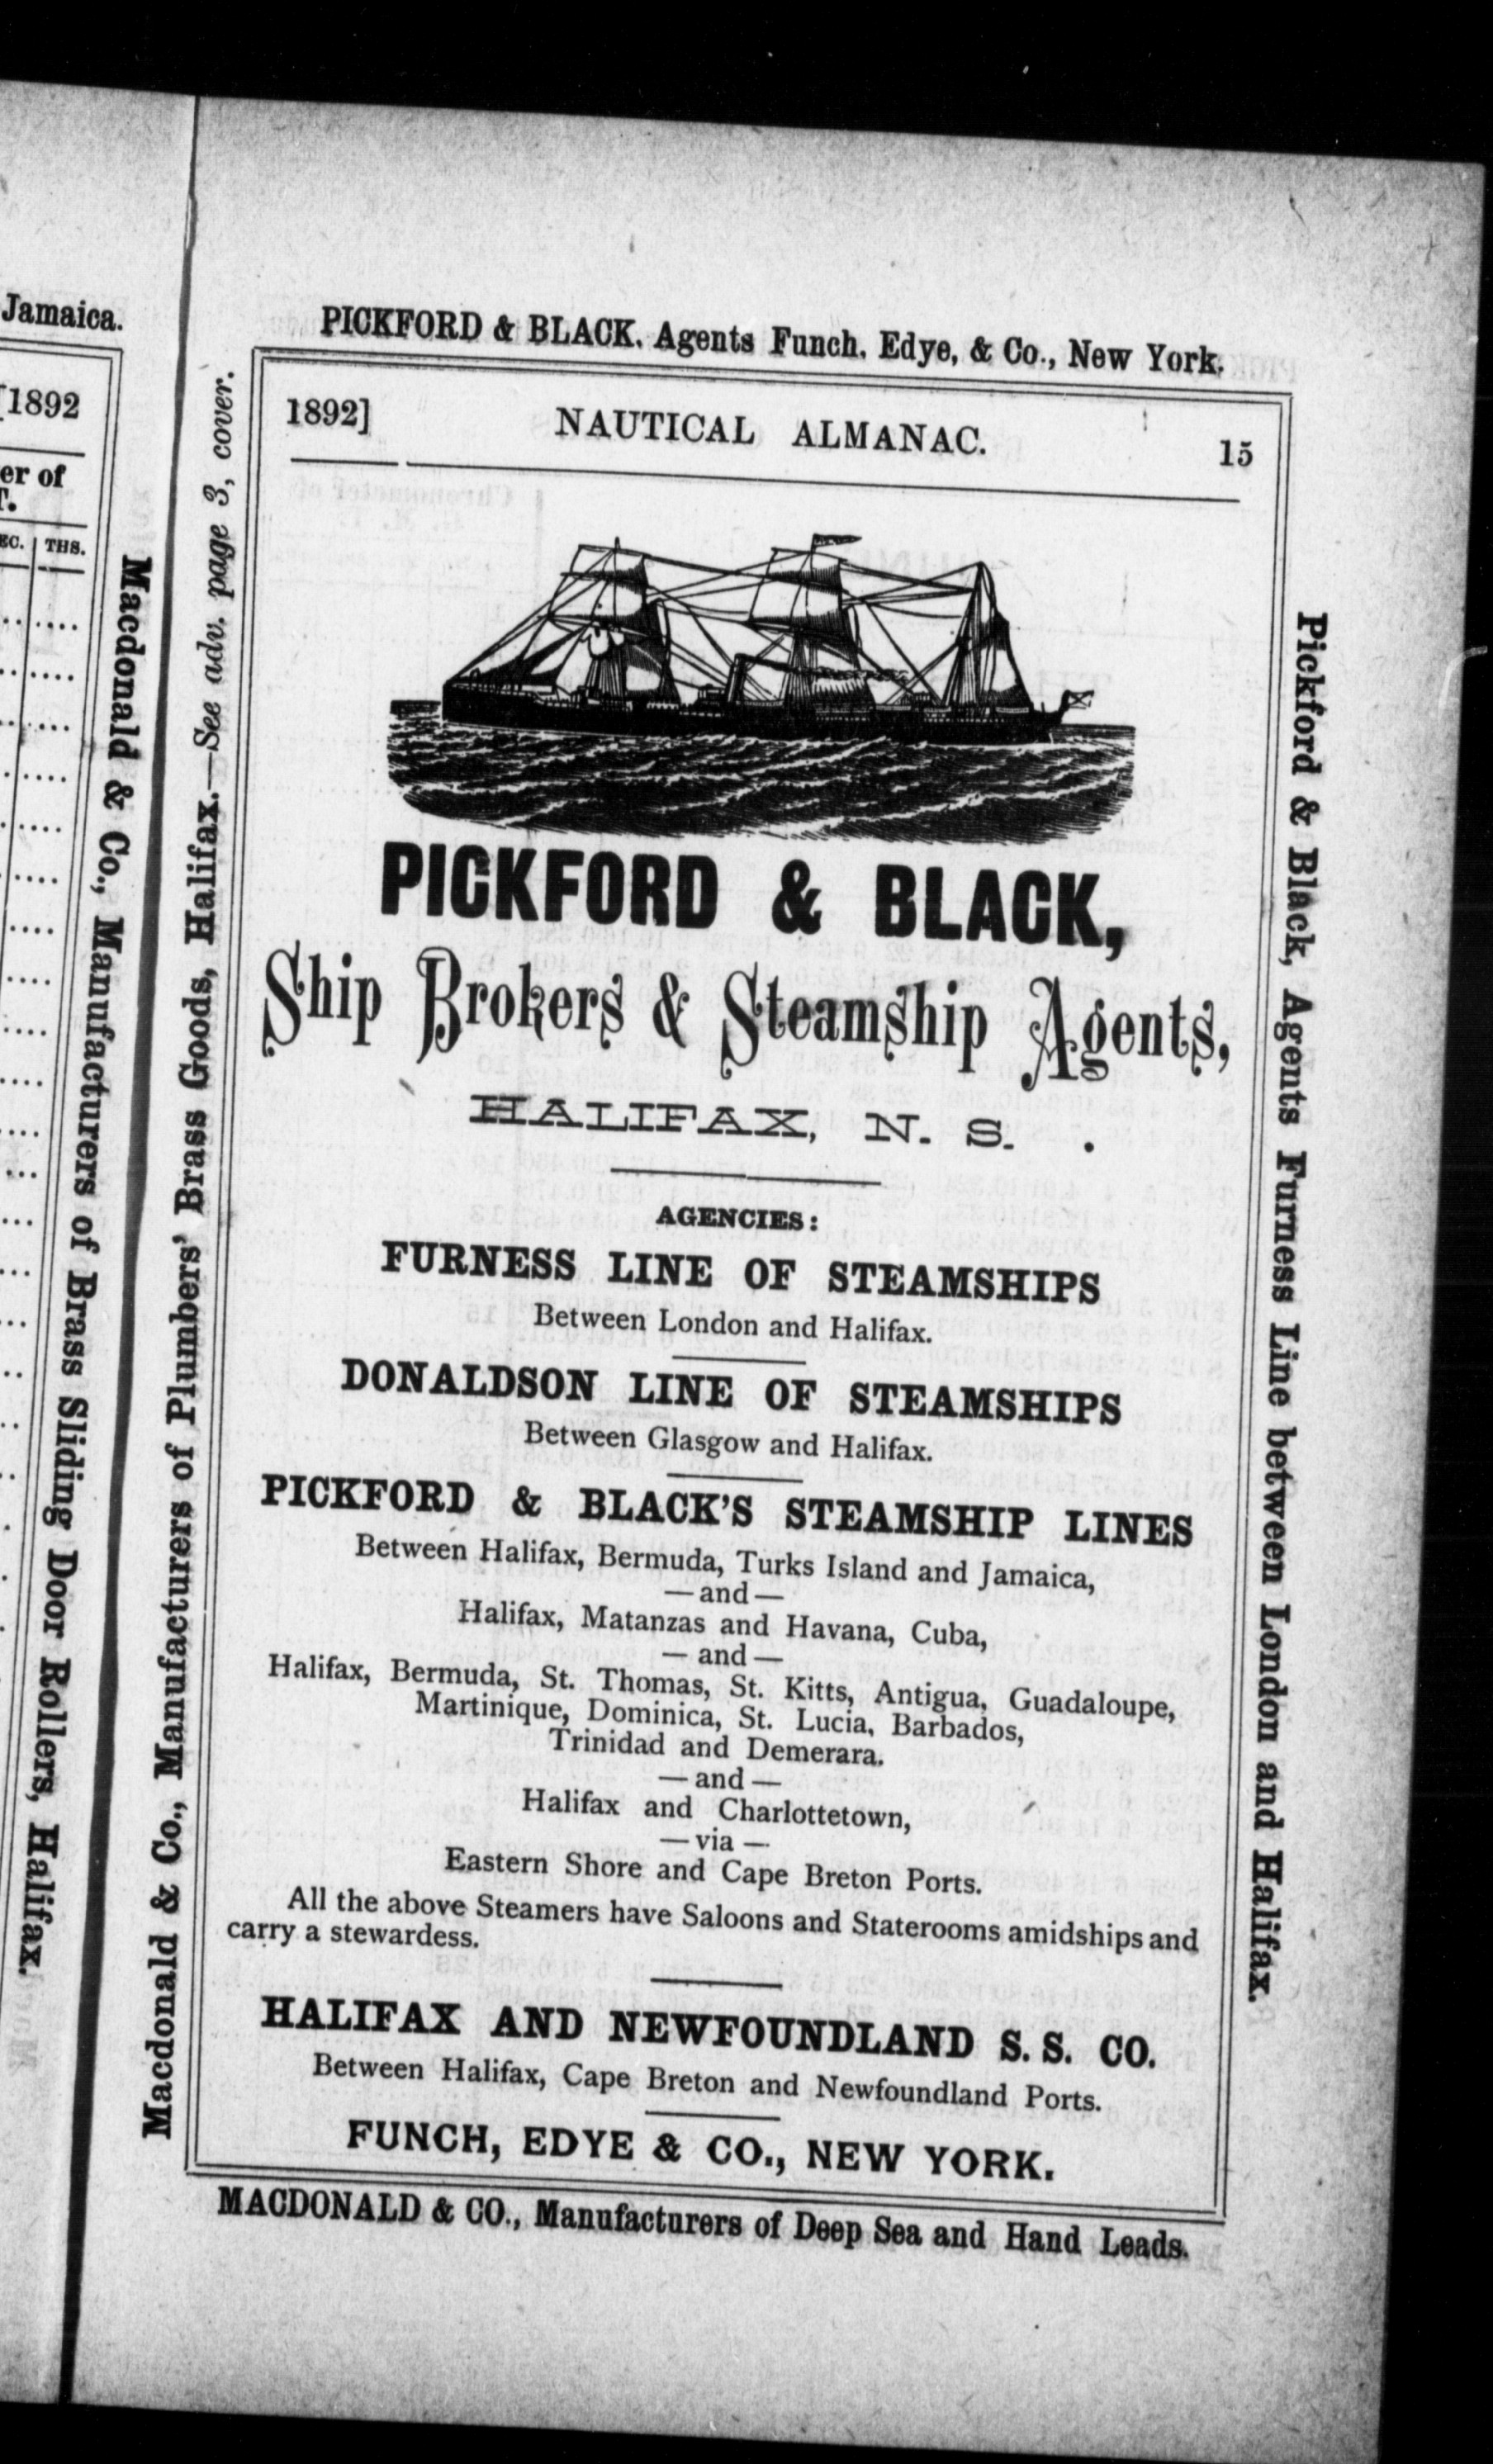 Jamaica.
[1892
er of
T.
EC. THS.
Macdonald & Co., Manufacturers of Brass Sliding Door Rollers, Halifax.
Macdonald & Co., Manufacturers of Plumbers' Brass Goods, Halifax.—See adv. page 3, cover.
PICKFORD & BLACK, Agents Funch, Edye, & Co., New York.
1892] NAUTICAL ALMANAC. 15
PICKFORD & BLACK,
Ship Brokers & Steamship Agents,
HALIFAX, N. S.
AGENCIES:
FURNESS LINE OF STEAMSHIPS
Between London and Halifax.
DONALDSON LINE OF STEAMSHIPS
Between Glasgow and Halifax.
PICKFORD & BLACK'S STEAMSHIP LINES
Between Halifax, Bermuda, Turks Island and Jamaica,
—and—
Halifax, Matanzas and Havana, Cuba,
—and—
Halifax, Bermuda, St. Thomas, St. Kitts, Antigua, Guadaloupe,
Martinique, Dominica, St. Lucia, Barbados,
Trinidad and Demerara.
—and—
Halifax and Charlottetown,
—via—
Eastern Shore and Cape Breton Ports.
All the above Steamers have Saloons and Staterooms amidships and
carry a stewardess.
HALIFAX AND NEWFOUNDLAND S. S. CO.
Between Halifax, Cape Breton and Newfoundland Ports.
FUNCH, EDYE & CO., NEW YORK.
MACDONALD & CO., Manufacturers of Deep Sea and Hand Leads.
Pickford & Black, Agents Furness Line between London and Halifax.